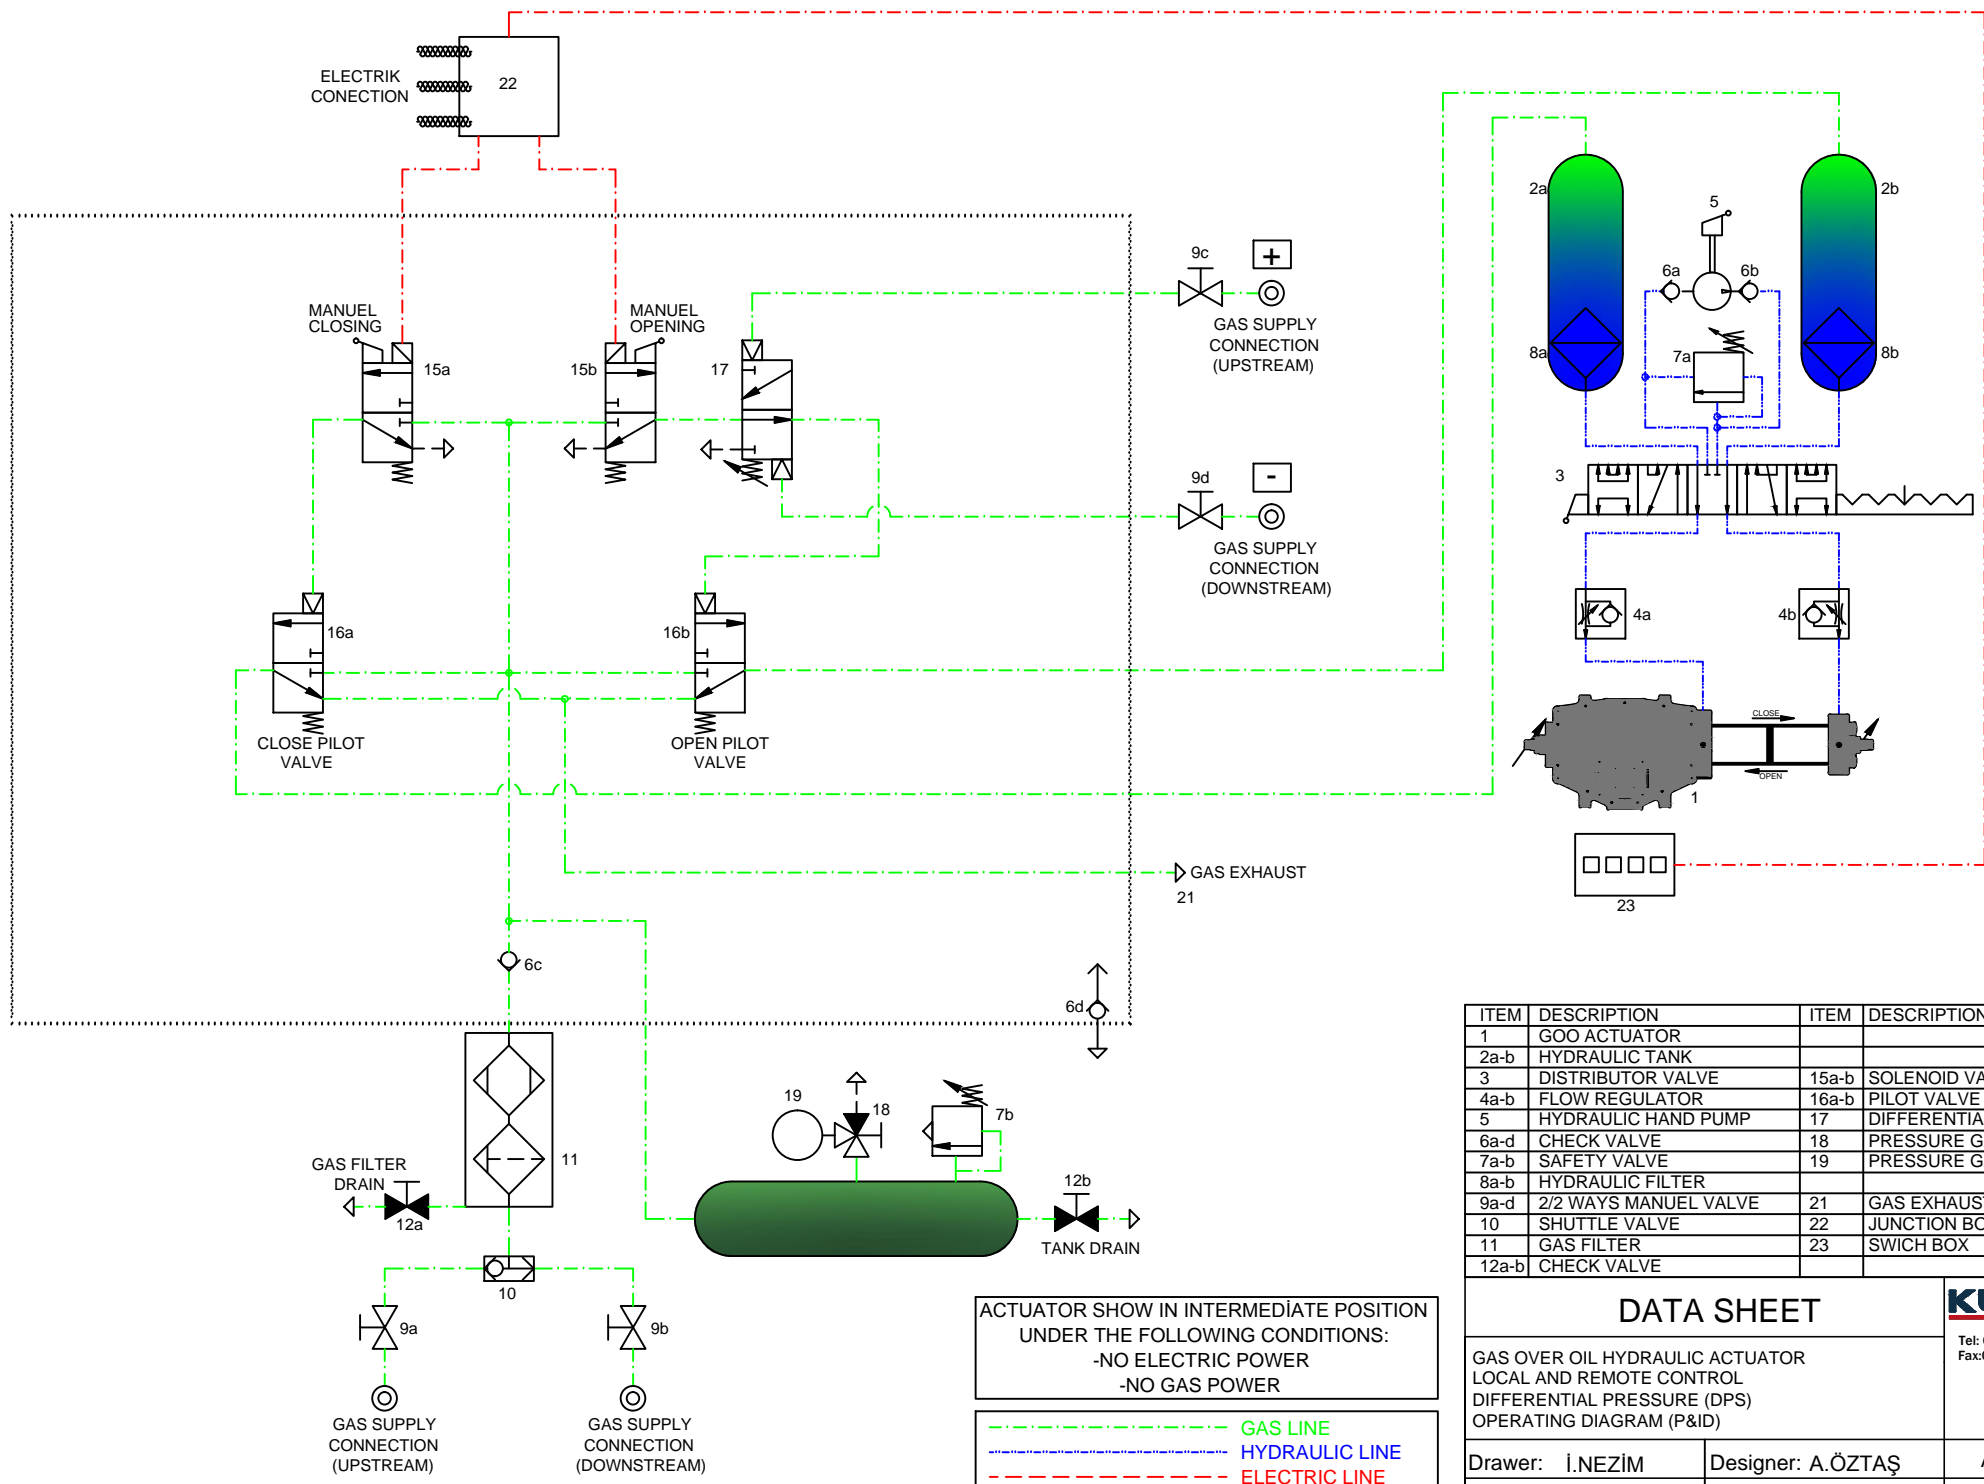 ELECTRIK
CONECTION
22
MANUEL
CLOSING
15a
MANUEL
OPENING
15b
17
9c
+
GAS SUPPLY
CONNECTION
(UPSTREAM)
9d
-
GAS SUPPLY
CONNECTION
(DOWNSTREAM)
2a
2b
5
6a
6b
7a
8a
8b
3
4a
4b
CLOSE
OPEN
1
23
16a
16b
CLOSE PILOT
VALVE
OPEN PILOT
VALVE
GAS EXHAUST
21
6c
6d
11
GAS FILTER
DRAIN
12a
10
9a
9b
GAS SUPPLY
CONNECTION
(UPSTREAM)
GAS SUPPLY
CONNECTION
(DOWNSTREAM)
19
18
7b
12b
TANK DRAIN
ACTUATOR SHOW IN INTERMEDİATE POSITION
UNDER THE FOLLOWING CONDITIONS:
-NO ELECTRIC POWER
-NO GAS POWER
GAS LINE
HYDRAULIC LINE
ELECTRIC LINE
ITEM DESCRIPTION ITEM DESCRIPTION
1 GOO ACTUATOR
2a-b HYDRAULIC TANK
3 DISTRIBUTOR VALVE 15a-b SOLENOID
4a-b FLOW REGULATOR 16a-b PILOT VALVE
5 HYDRAULIC HAND PUMP 17
6a-d CHECK VALVE 18 PRESSURE
7a-b SAFETY VALVE 19 PRESSURE
8a-b HYDRAULIC FILTER
9a-d 2/2 WAYS MANUEL VALVE 21 GAS
10 SHUTTLE VALVE 22 JUNCTION
11 GAS FILTER 23 SWICH BOX
12a-b CHECK VALVE
DATA SHEET
Tel:
GAS OVER OIL HYDRAULIC ACTUATOR
LOCAL AND REMOTE CONTROL
DIFFERENTIAL PRESSURE (DPS)
OPERATING DIAGRAM (P&ID)
Drawer: İ.NEZİM Designer: A.ÖZTAŞ